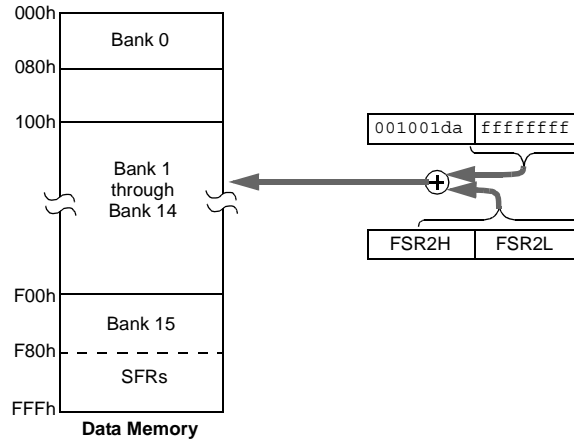 000h
Bank 0
080h
100h
001001da ffffffff
Bank 1
through
Bank 14
FSR2H FSR2L
F00h
Bank 15
F80h
SFRs
FFFh
Data Memory